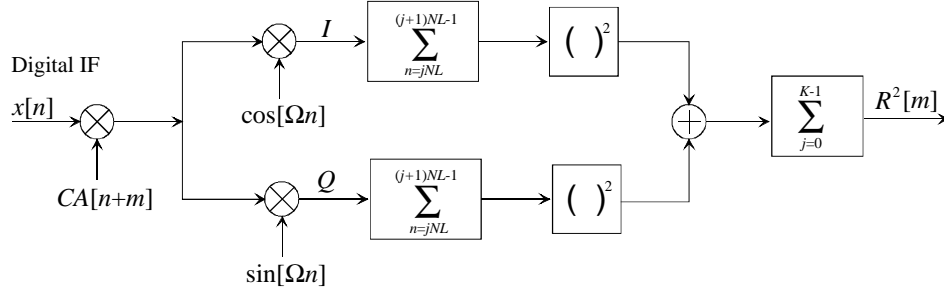 Digital IF
x[n]
CA[n+m]
I
cos[Ωn]
(j+1)NL-1
∑
n=jNL
( )²
Q
sin[Ωn]
(j+1)NL-1
∑
n=jNL
( )²
K-1
∑
j=0
R²[m]